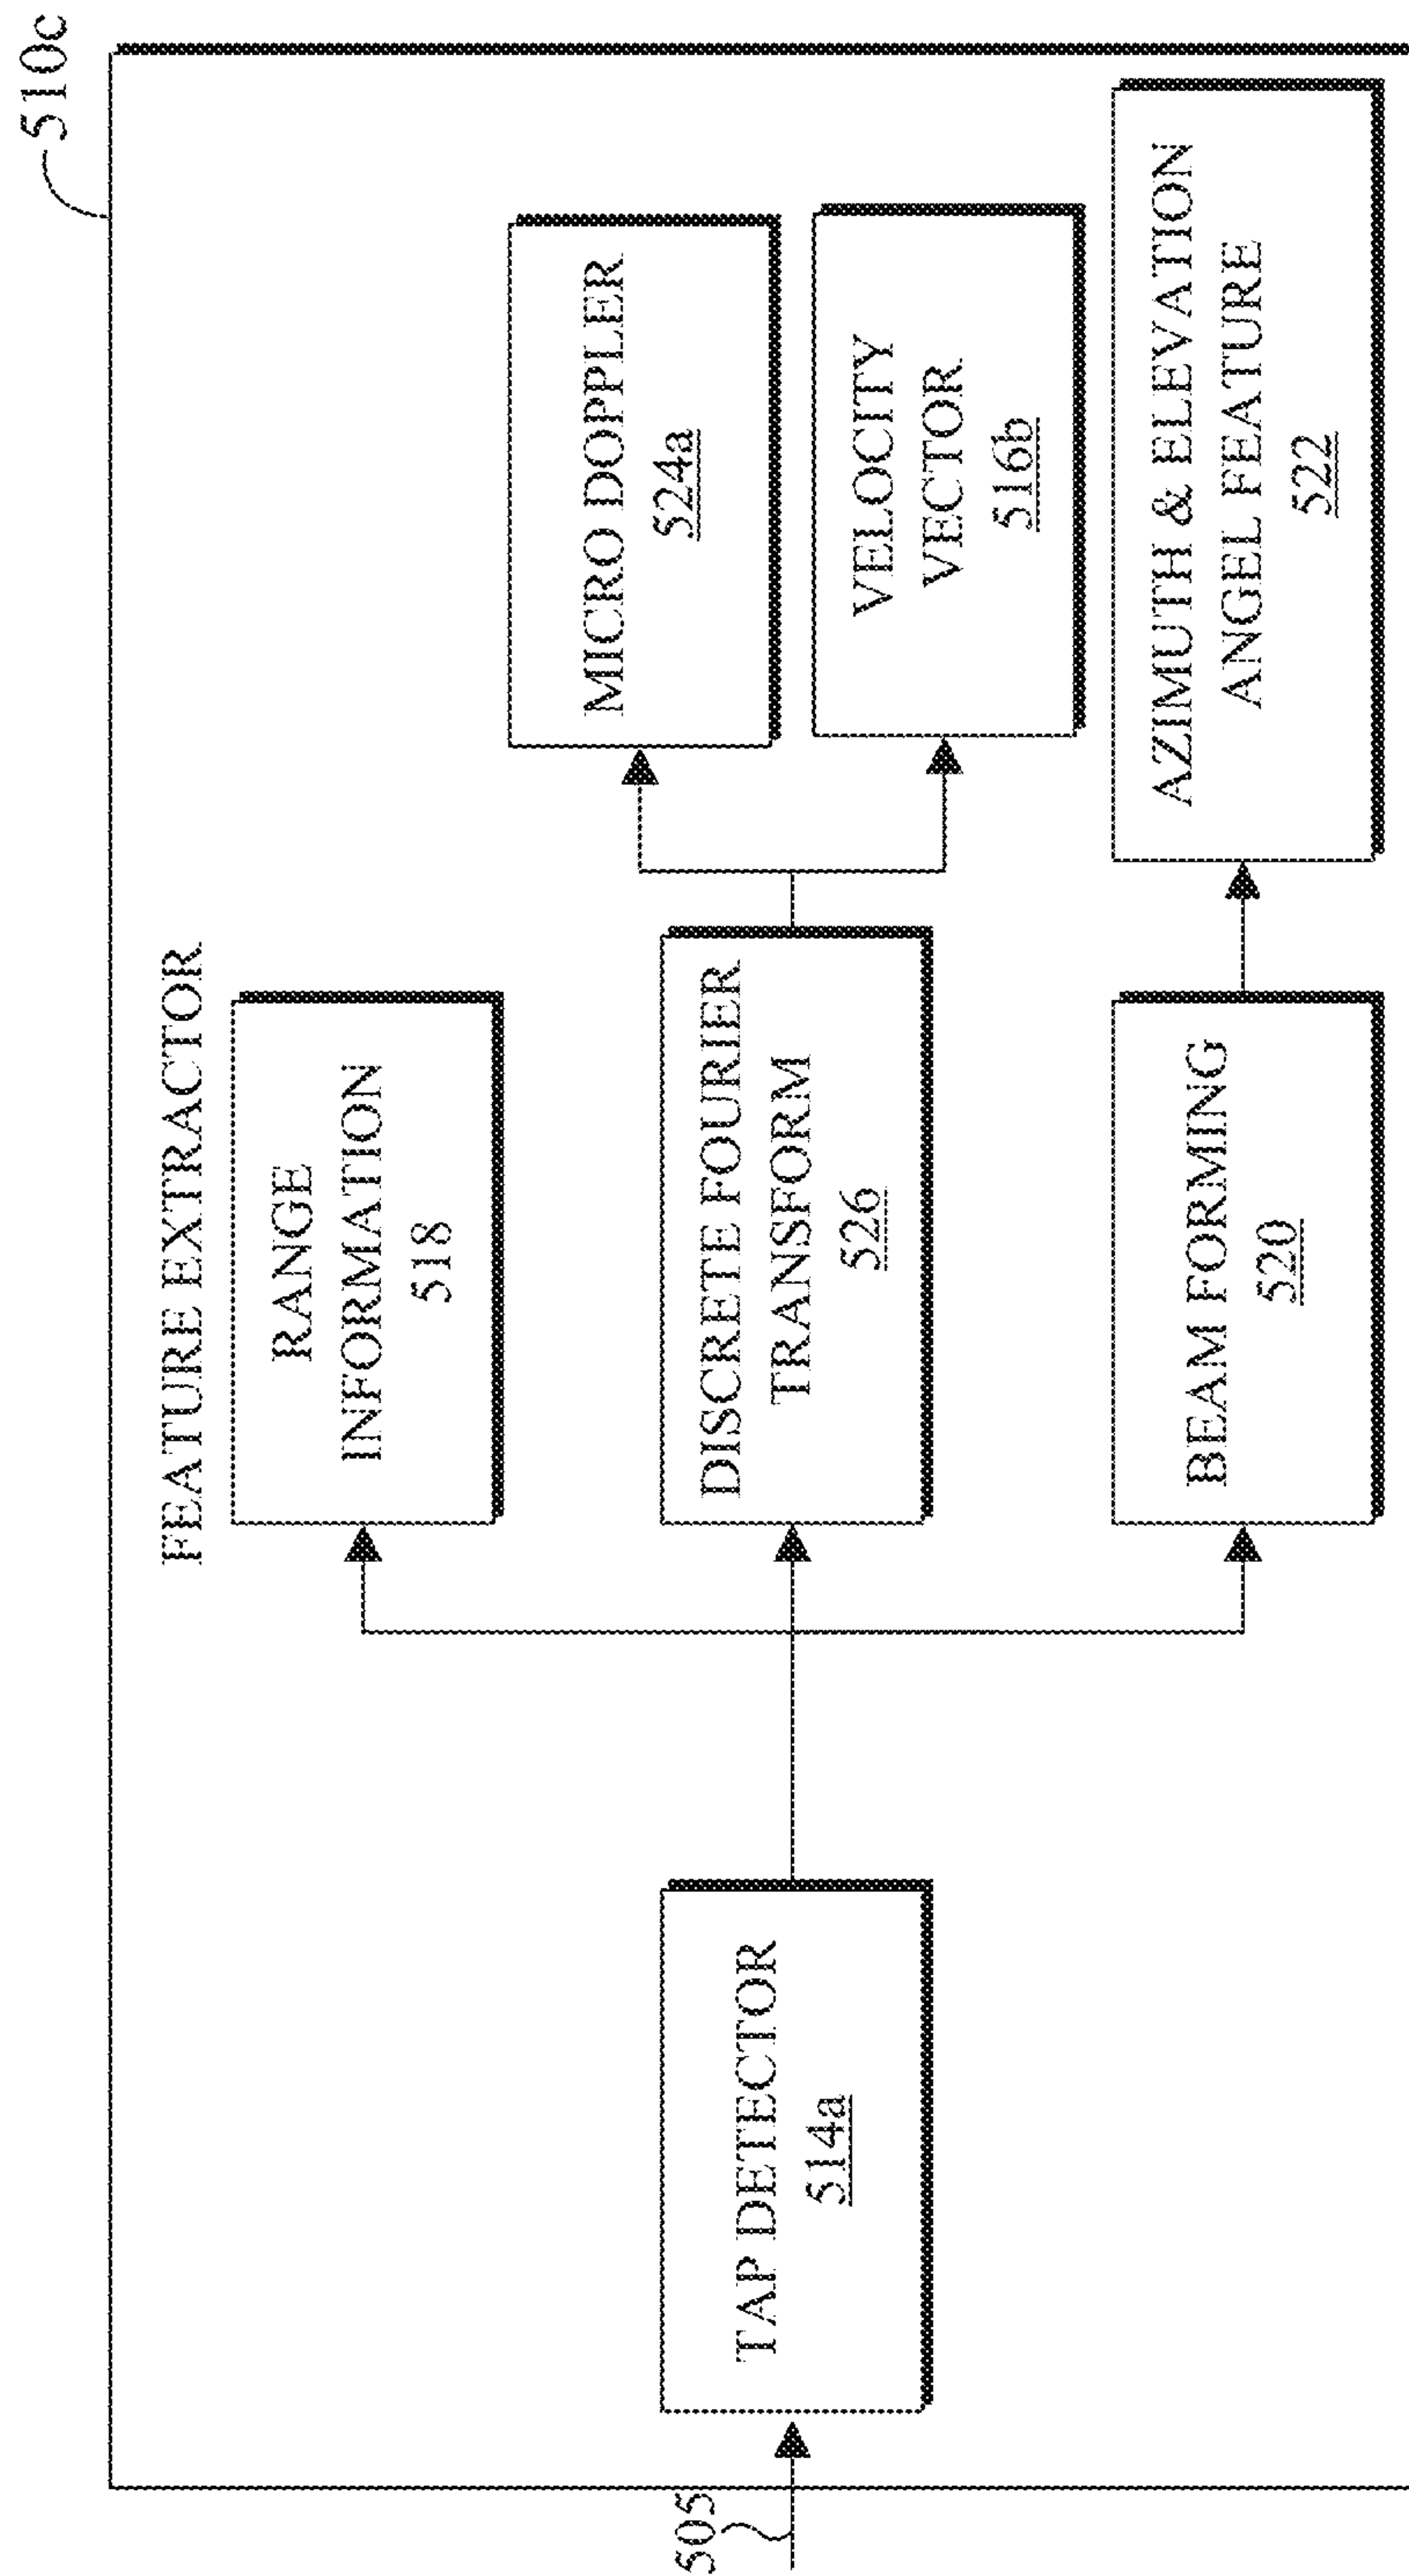 510c
FEATURE EXTRACTOR
RANGE
INFORMATION
518
MICRO DOPPLER
524a
505
TAP DETECTOR
514a
DISCRETE FOURIER
TRANSFORM
526
VELOCITY
VECTOR
516b
BEAM FORMING
520
AZIMUTH & ELEVATION
ANGEL FEATURE
522